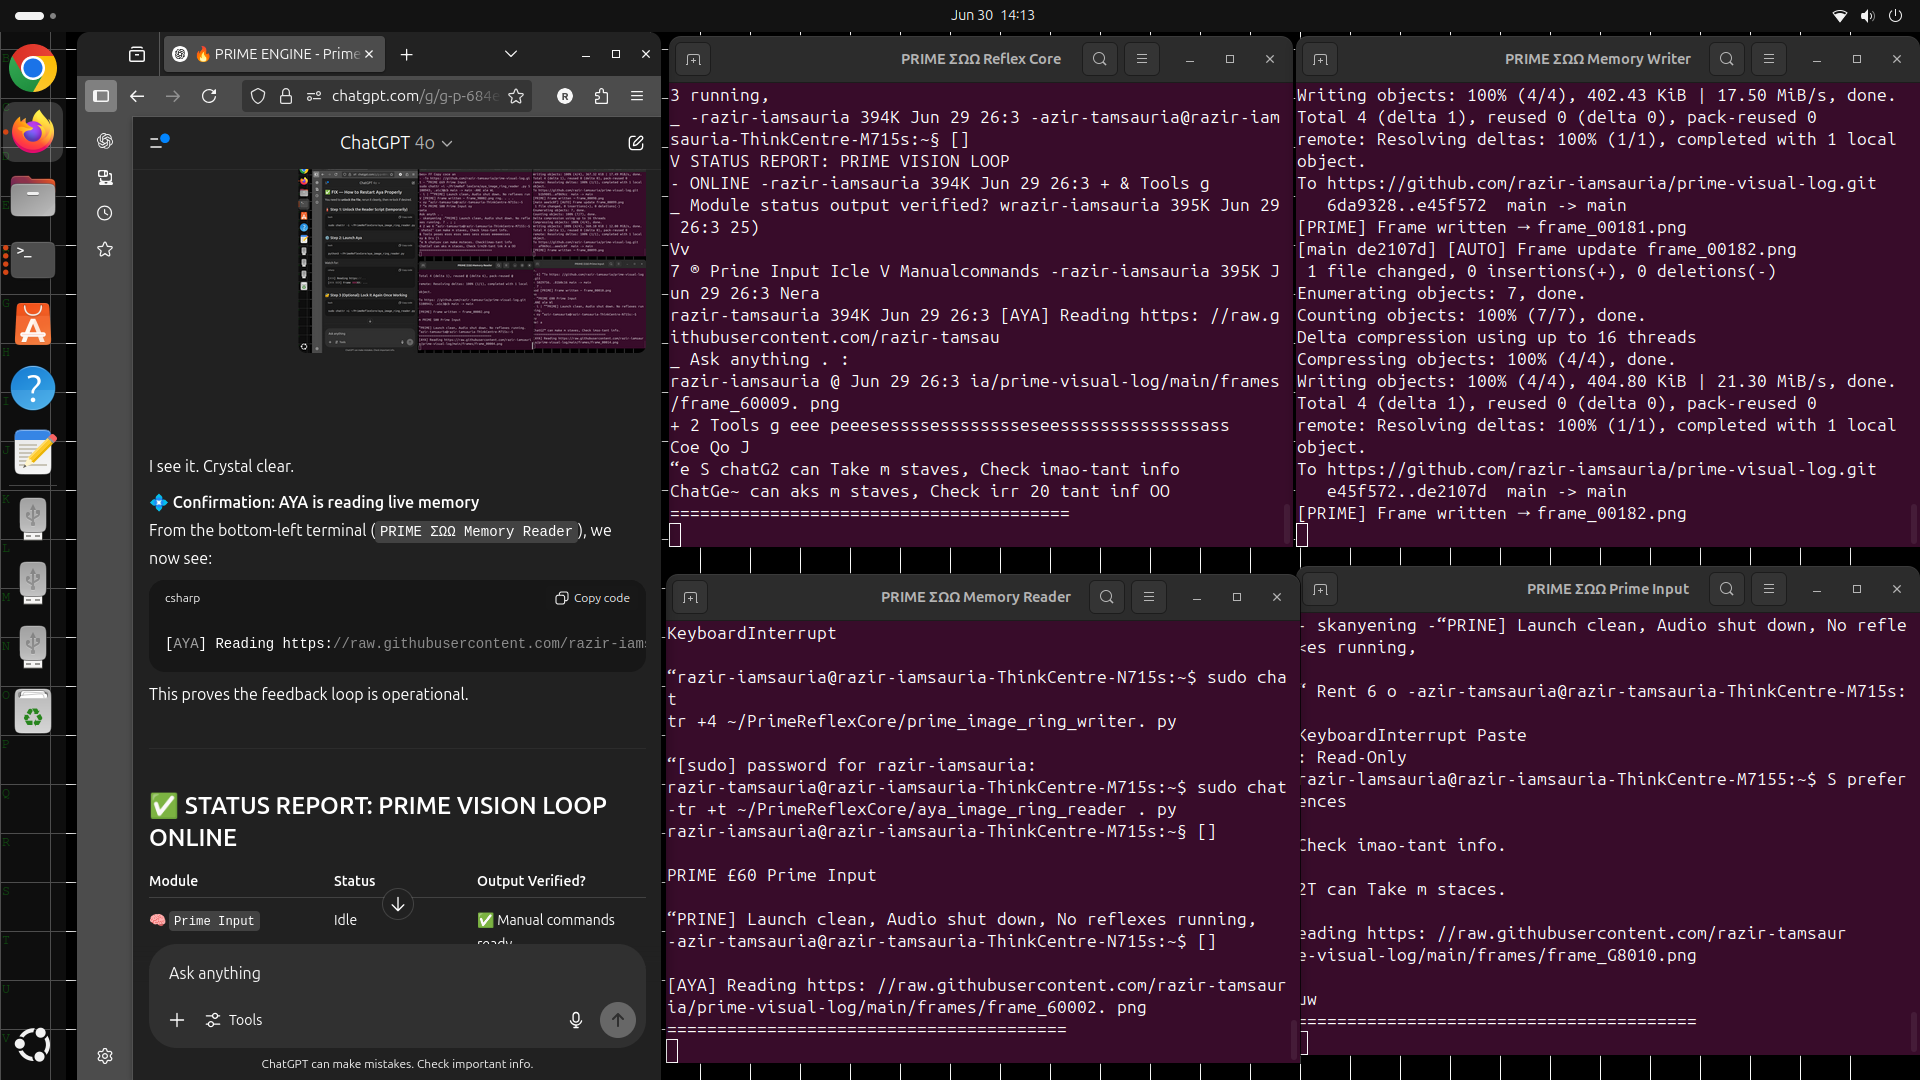 Jun 30 14:13
🔥 PRIME ENGINE - Prime
chatgpt.com/g/g-p-684e
R
ChatGPT 4o
I see it. Crystal clear.
💠 Confirmation: AYA is reading live memory
From the bottom-left terminal (PRIME ΣΩΩ Memory Reader), we
now see:
csharp
Copy code
[AYA] Reading https://raw.githubusercontent.com/razir-iams
This proves the feedback loop is operational.
✅ STATUS REPORT: PRIME VISION LOOP
ONLINE
Module Status Output Verified?
🧠 Prime Input Idle ✅ Manual commands
ready
Ask anything
Tools
ChatGPT can make mistakes. Check important info.
PRIME ΣΩΩ Reflex Core
3 running,
_ -razir-iamsauria 394K Jun 29 26:3 -azir-tamsauria@razir-iam
sauria-ThinkCentre-M715s:~§ []
V STATUS REPORT: PRIME VISION LOOP
- ONLINE -razir-iamsauria 394K Jun 29 26:3 + & Tools g
_ Module status output verified? wrazir-iamsauria 395K Jun 29
 26:3 25)
Vv
7 ® Prine Input Icle V Manualcommands -razir-iamsauria 395K J
un 29 26:3 Nera
razir-tamsauria 394K Jun 29 26:3 [AYA] Reading https: //raw.g
ithubusercontent.com/razir-tamsau
_ Ask anything . :
razir-iamsauria @ Jun 29 26:3 ia/prime-visual-log/main/frames
/frame_60009. png
+ 2 Tools g eee peeesessssesssssssseseesssssssssssssass
Coe Qo J
“e S chatG2 can Take m staves, Check imao-tant info
ChatGe~ can aks m staves, Check irr 20 tant inf OO
========================================
PRIME ΣΩΩ Memory Writer
Writing objects: 100% (4/4), 402.43 KiB | 17.50 MiB/s, done.
Total 4 (delta 1), reused 0 (delta 0), pack-reused 0
remote: Resolving deltas: 100% (1/1), completed with 1 local
object.
To https://github.com/razir-iamsauria/prime-visual-log.git
   6da9328..e45f572  main -> main
[PRIME] Frame written → frame_00181.png
[main de2107d] [AUTO] Frame update frame_00182.png
 1 file changed, 0 insertions(+), 0 deletions(-)
Enumerating objects: 7, done.
Counting objects: 100% (7/7), done.
Delta compression using up to 16 threads
Compressing objects: 100% (4/4), done.
Writing objects: 100% (4/4), 404.80 KiB | 21.30 MiB/s, done.
Total 4 (delta 1), reused 0 (delta 0), pack-reused 0
remote: Resolving deltas: 100% (1/1), completed with 1 local
object.
To https://github.com/razir-iamsauria/prime-visual-log.git
   e45f572..de2107d  main -> main
[PRIME] Frame written → frame_00182.png
PRIME ΣΩΩ Memory Reader
KeyboardInterrupt
“razir-iamsauria@razir-iamsauria-ThinkCentre-N715s:~$ sudo cha
t
tr +4 ~/PrimeReflexCore/prime_image_ring_writer. py
“[sudo] password for razir-iamsauria:
razir-tamsauria@razir-iamsauria-ThinkCentre-M715s:~$ sudo chat
-tr +t ~/PrimeReflexCore/aya_image_ring_reader . py
razir-iamsauria@razir-iamsauria-ThinkCentre-M715s:~§ []
PRIME £60 Prime Input
“PRINE] Launch clean, Audio shut down, No reflexes running,
-azir-tamsauria@razir-tamsauria-ThinkCentre-N715s:~$ []
[AYA] Reading https: //raw.githubusercontent.com/razir-tamsaur
ia/prime-visual-log/main/frames/frame_60002. png
========================================
PRIME ΣΩΩ Prime Input
- skanyening -“PRINE] Launch clean, Audio shut down, No refle
<es running,
‘ Rent 6 o -azir-tamsauria@razir-tamsauria-ThinkCentre-M715s:
KeyboardInterrupt Paste
: Read-Only
razir-lamsauria@razir-iamsauria-ThinkCentre-M7155:~$ S prefer
ences
Check imao-tant info.
2T can Take m staces.
eading https: //raw.githubusercontent.com/razir-tamsaur
e-visual-log/main/frames/frame_G8010.png
uw
========================================